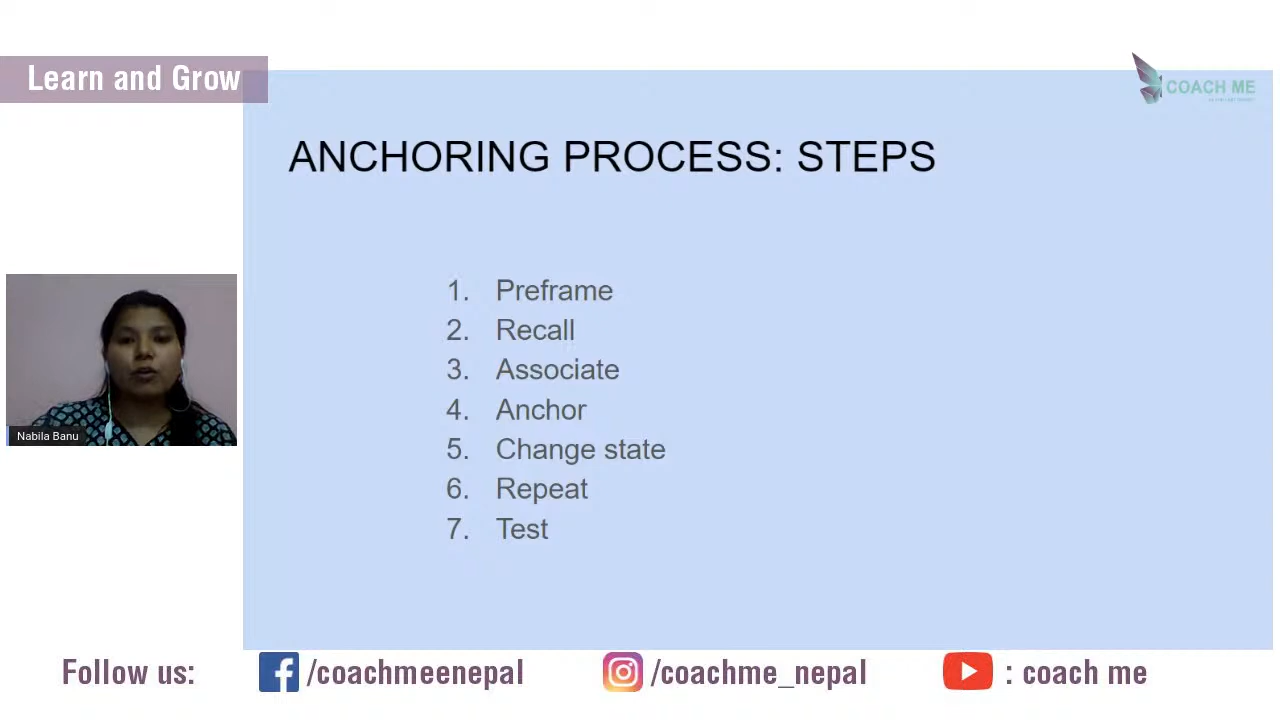 Learn and Grow
COACH ME
ANCHORING PROCESS: STEPS
1. Preframe
2. Recall
3. Associate
4. Anchor
5. Change state
6. Repeat
7. Test
Nabila Banu
Follow us: /coachmeenepal /coachme_nepal : coach me